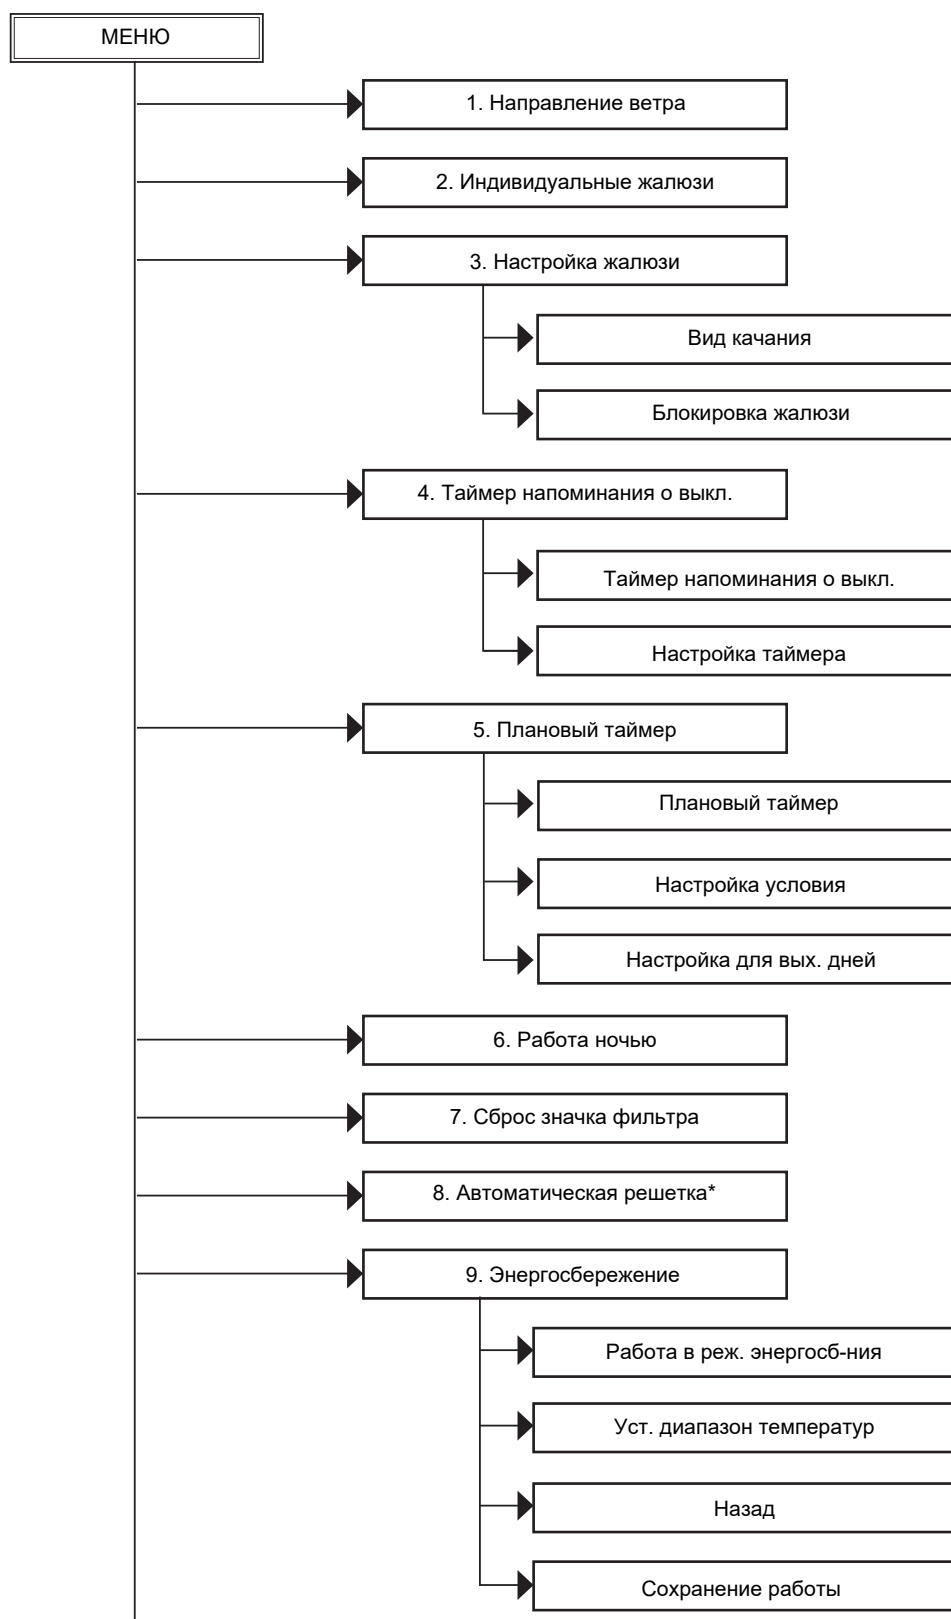 МЕНЮ
1. Направление ветра
2. Индивидуальные жалюзи
3. Настройка жалюзи
Вид качания
Блокировка жалюзи
4. Таймер напоминания о выкл.
Таймер напоминания о выкл.
Настройка таймера
5. Плановый таймер
Плановый таймер
Настройка условия
Настройка для вых. дней
6. Работа ночью
7. Сброс значка фильтра
8. Автоматическая решетка*
9. Энергосбережение
Работа в реж. энергосб-ния
Уст. диапазон температур
Назад
Сохранение работы